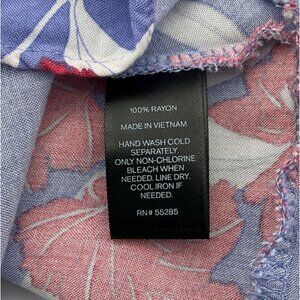 100% RAYON
MADE IN VIETNAM
HAND WASH COLD
SEPARATELY.
ONLY NON-CHLORINE
BLEACH WHEN
NEEDED. LINE DRY.
COOL IRON IF
NEEDED.
RN# 55285